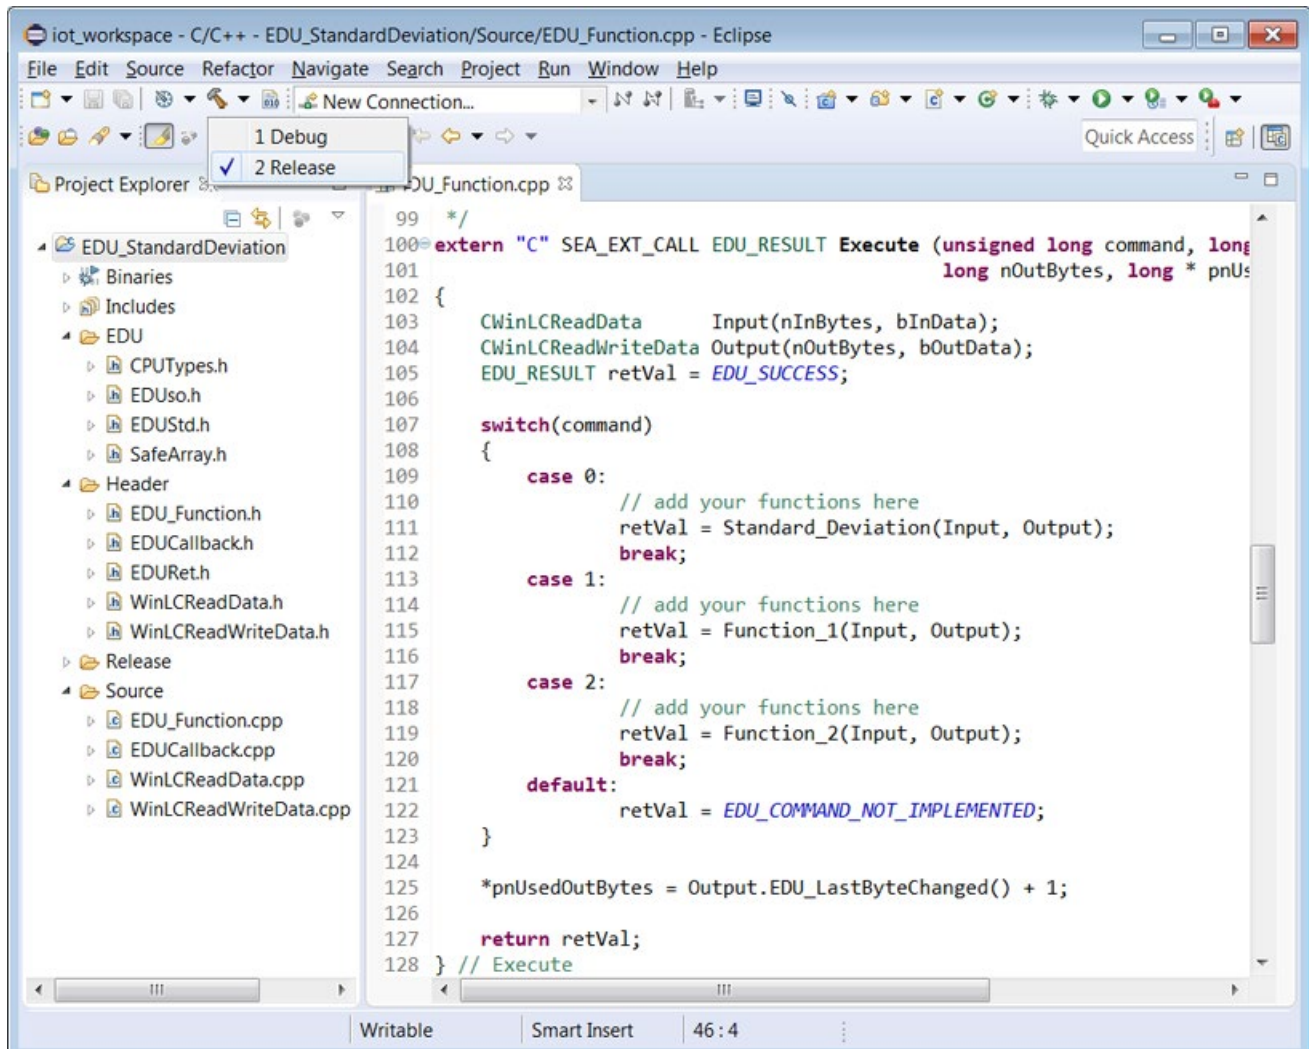 iot_workspace - C/C++ - EDU_StandardDeviation/Source/EDU_Function.cpp - Eclipse
File Edit Source Refactor Navigate Search Project Run Window Help
New Connection...
1 Debug
Quick Access
2 Release
Project Explorer
DU_Function.cpp
EDU_StandardDeviation
Binaries
Includes
EDU
CPUTypes.h
EDUso.h
EDUStd.h
SafeArray.h
Header
EDU_Function.h
EDUCallback.h
EDURet.h
WinLCReadData.h
WinLCReadWriteData.h
Release
Source
EDU_Function.cpp
EDUCallback.cpp
WinLCReadData.cpp
WinLCReadWriteData.cpp
99 */
100 extern "C" SEA_EXT_CALL EDU_RESULT Execute (unsigned long command, long
101 long nOutBytes, long * pnUs
102 {
103 CWinLCReadData Input(nInBytes, bInData);
104 CWinLCReadWriteData Output(nOutBytes, bOutData);
105 EDU_RESULT retVal = EDU_SUCCESS;
106
107 switch(command)
108 {
109 case 0:
110 // add your functions here
111 retVal = Standard_Deviation(Input, Output);
112 break;
113 case 1:
114 // add your functions here
115 retVal = Function_1(Input, Output);
116 break;
117 case 2:
118 // add your functions here
119 retVal = Function_2(Input, Output);
120 break;
121 default:
122 retVal = EDU_COMMAND_NOT_IMPLEMENTED;
123 }
124
125 *pnUsedOutBytes = Output.EDU_LastByteChanged() + 1;
126
127 return retVal;
128 } // Execute
Writable Smart Insert 46 : 4